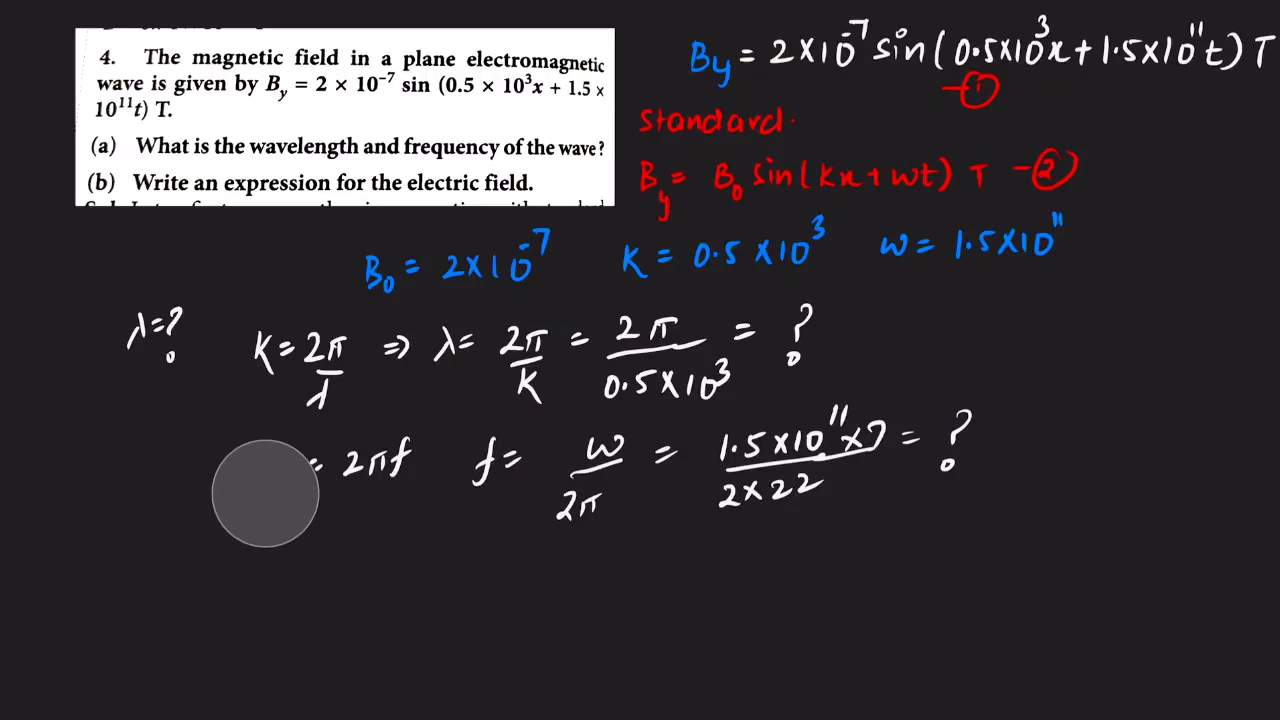 4. The magnetic field in a plane electromagnetic
wave is given by B_y = 2 × 10⁻⁷ sin (0.5 × 10³x + 1.5 ×
10¹¹t) T.
(a) What is the wavelength and frequency of the wave?
(b) Write an expression for the electric field.
By = 2×10⁻⁷ sin(0.5×10³x + 1.5×10¹¹t) T
—①
standard.
B_y = B₀ sin(kx + wt) T —②
B₀ = 2×10⁻⁷ K = 0.5×10³ w = 1.5×10¹¹
λ=? K = 2π/λ ⇒ λ = 2π/K = 2π/0.5×10³ = ?
= 2πf f = w/2π = 1.5×10¹¹×7/2×22 = ?